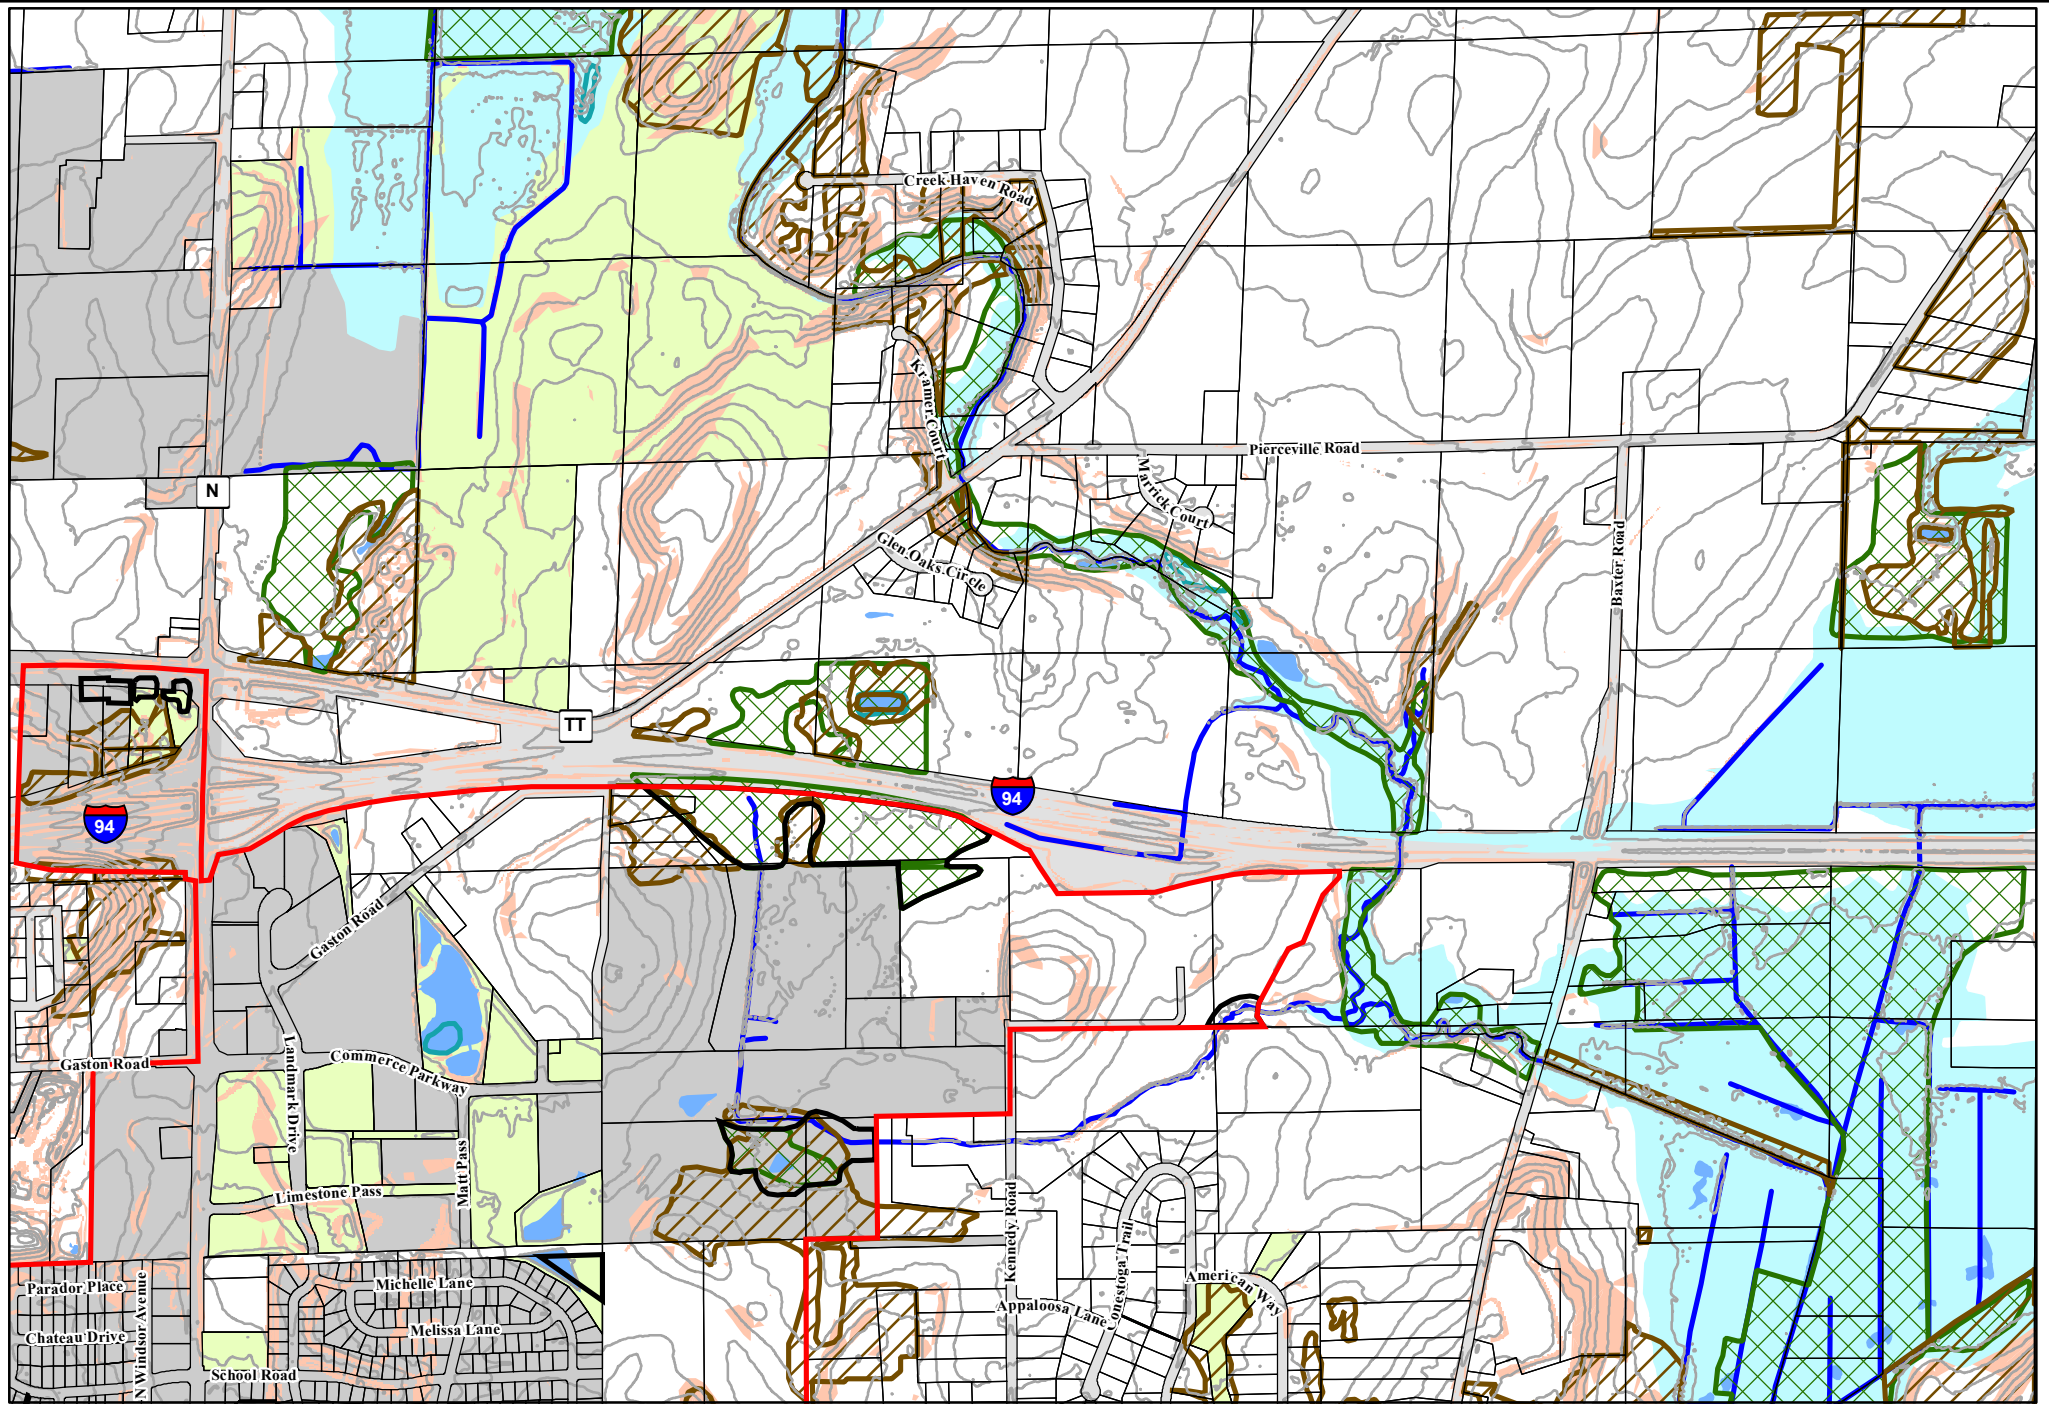 Creek Haven Road
Kramer Court
Pierceville Road
Marrick Court
N
Glen Oaks Circle
Baxter Road
TT
94
94
Gaston Road
Landmark Drive
Commerce Parkway
Gaston Road
Matt Pass
Limestone Pass
Kennedy Road
onestoga Trail
American Way
Parador Place
N Windsor Avenue
Michelle Lane
Appaloosa Lane
Chateau Drive
Melissa Lane
School Road